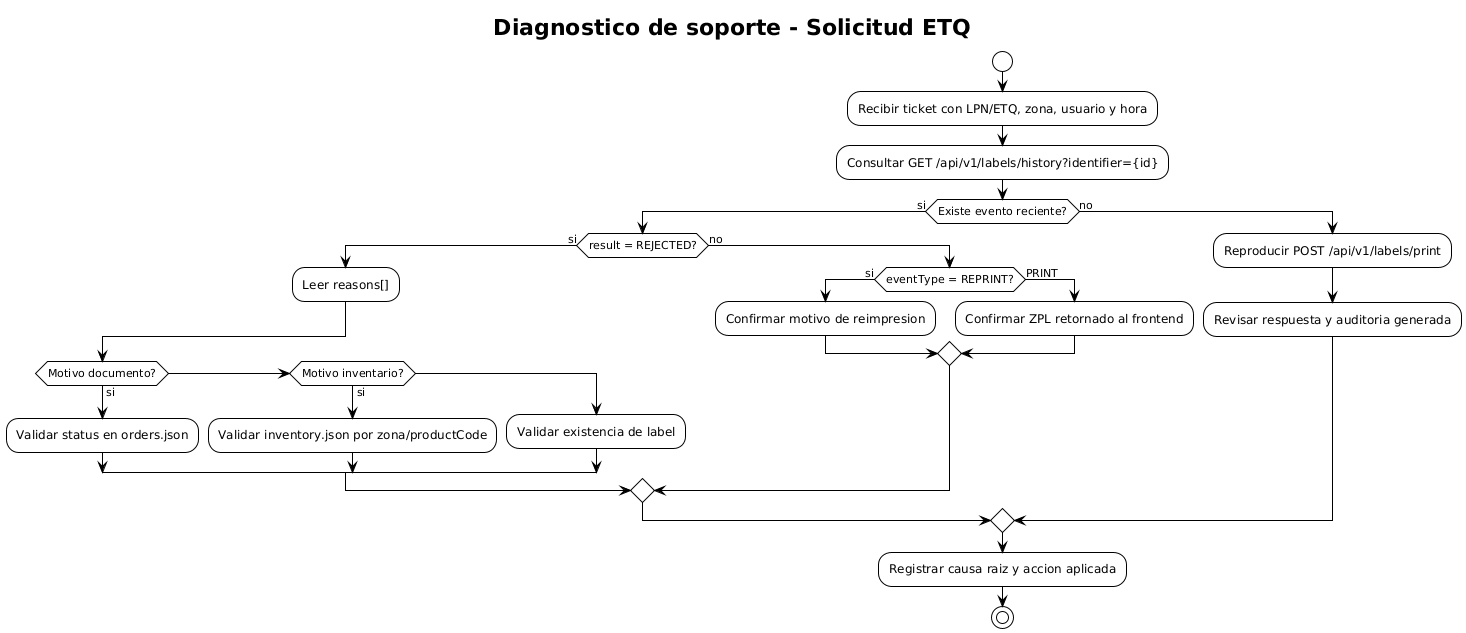 Diagnostico de soporte - Solicitud ETQ
Recibir ticket con LPN/ETQ, zona, usuario y hora
Consultar GET /api/v1/labels/history?identifier={id}
si
Existe evento reciente?
no
si
result = REJECTED?
no
Reproducir POST /api/v1/labels/print
Leer reasons[]
si
eventType = REPRINT?
PRINT
Confirmar motivo de reimpresion
Confirmar ZPL retornado al frontend
Revisar respuesta y auditoria generada
Motivo documento?
Motivo inventario?
si
si
Validar status en orders.json
Validar inventory.json por zona/productCode
Validar existencia de label
Registrar causa raiz y accion aplicada